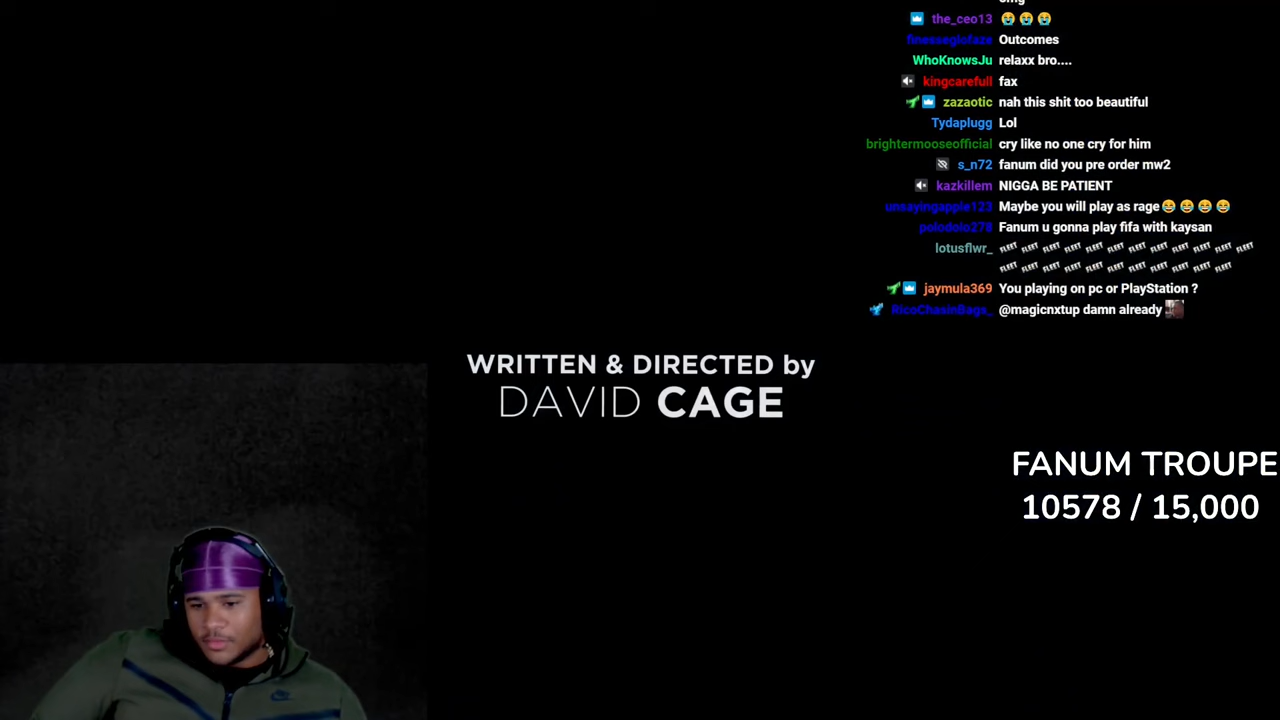 the_ceo13 😭 😭 😭
finesseglofaze Outcomes
WhoKnowsJu relaxx bro....
kingcarefull fax
zazaotic nah this shit too beautiful
Tydaplugg Lol
brightermooseofficial cry like no one cry for him
s_n72 fanum did you pre order mw2
kazkillem NIGGA BE PATIENT
unsayingapple123 Maybe you will play as rage😂 😂 😂 😂
polodolo278 Fanum u gonna play fifa with kaysan
lotusflwr_
jaymula369 You playing on pc or PlayStation ?
RicoChasinBags_ @magicnxtup damn already
WRITTEN & DIRECTED by
DAVID CAGE
FANUM TROUPE
10578 / 15,000